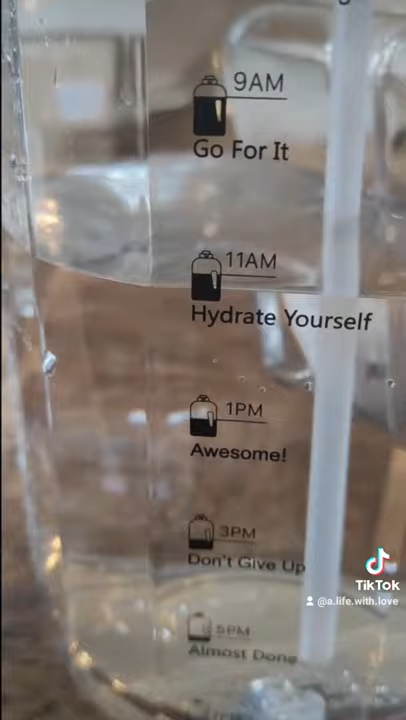 9AM
Go For It
11AM
Hydrate Yourself
1PM
Awesome!
3PM
Don't Give Up
5PM
Almost Done
TikTok
@a.life.with.love